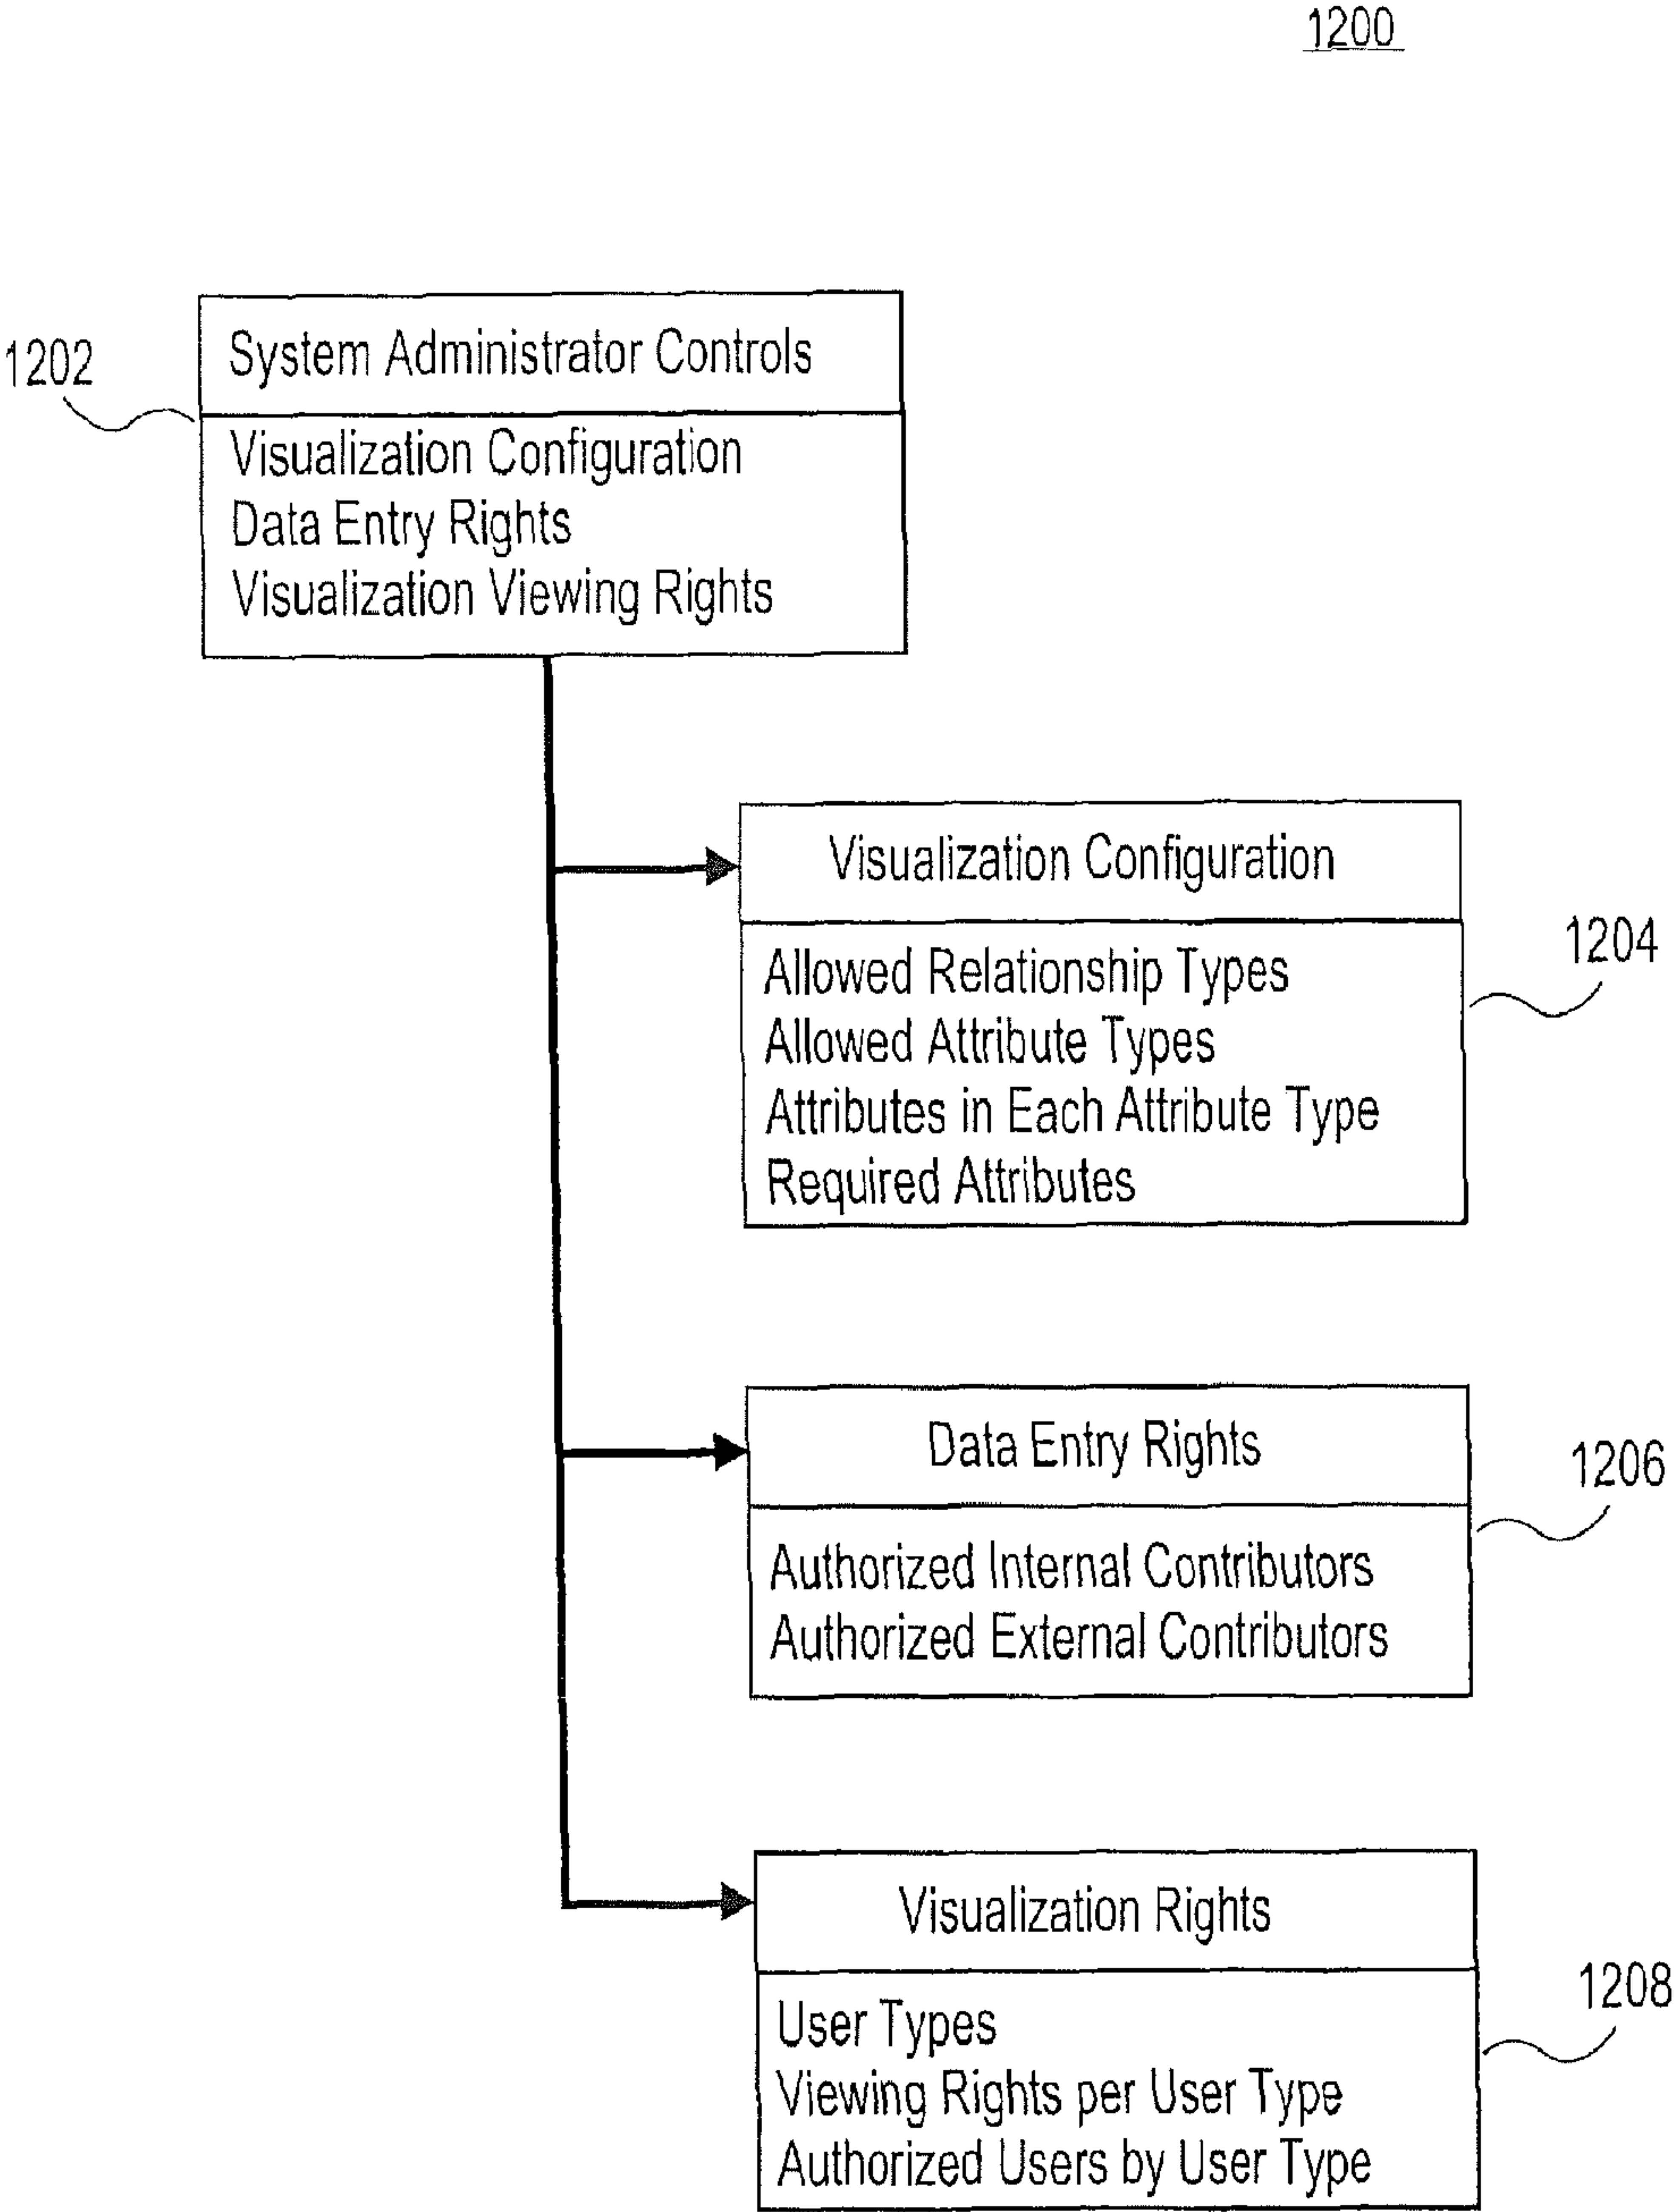 1200
1202
System Administrator Controls
Visualization Configuration
Data Entry Rights
Visualization Viewing Rights
Visualization Configuration
1204
Allowed Relationship Types
Allowed Attribute Types
Attributes in Each Attribute Type
Required Attributes
Data Entry Rights
1206
Authorized Internal Contributors
Authorized External Contributors
Visualization Rights
1208
User Types
Viewing Rights per User Type
Authorized Users by User Type